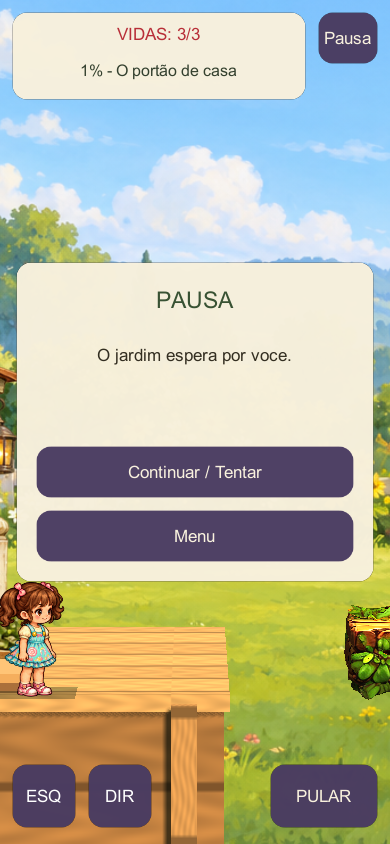 VIDAS: 3/3
Pausa
1% - O portão de casa
PAUSA
O jardim espera por voce.
Continuar / Tentar
Menu
ESQ
DIR
PULAR